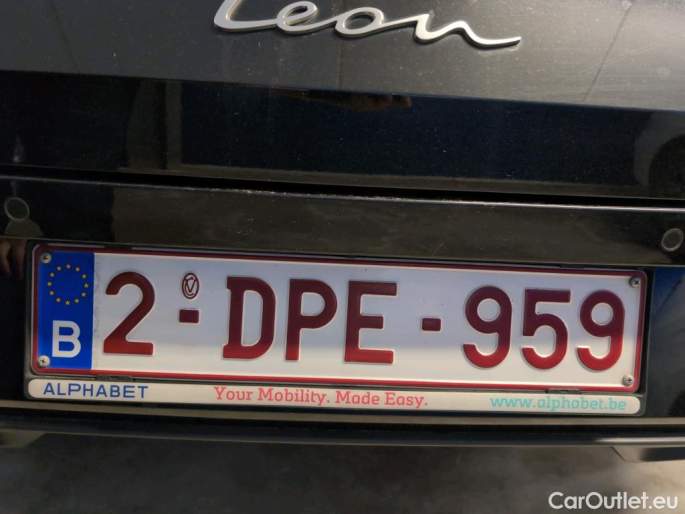 Leon
B 2-DPE-959
ALPHABET Your Mobility. Made Easy. www.alphabet.be
CarOutlet.eu